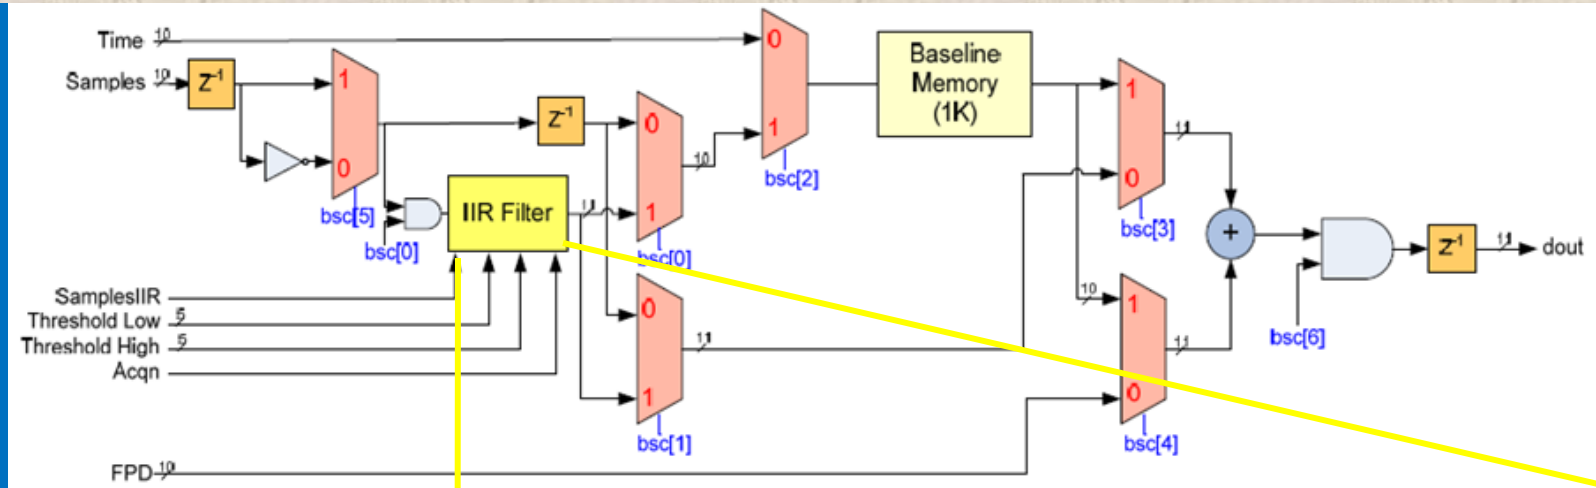 Time 10
Samples 10
Z-1
1
0
bsc[5]
bsc[0]
IIR Filter
11
Z-1
0
1
10
bsc[0]
0
1
bsc[1]
11
0
1
bsc[2]
Baseline
Memory
(1K)
1
0
11
bsc[3]
10
1
0
11
bsc[4]
+
bsc[6]
Z-1
11
dout
SamplesIIR
Threshold Low 5
Threshold High 5
Acqn
FPD 10